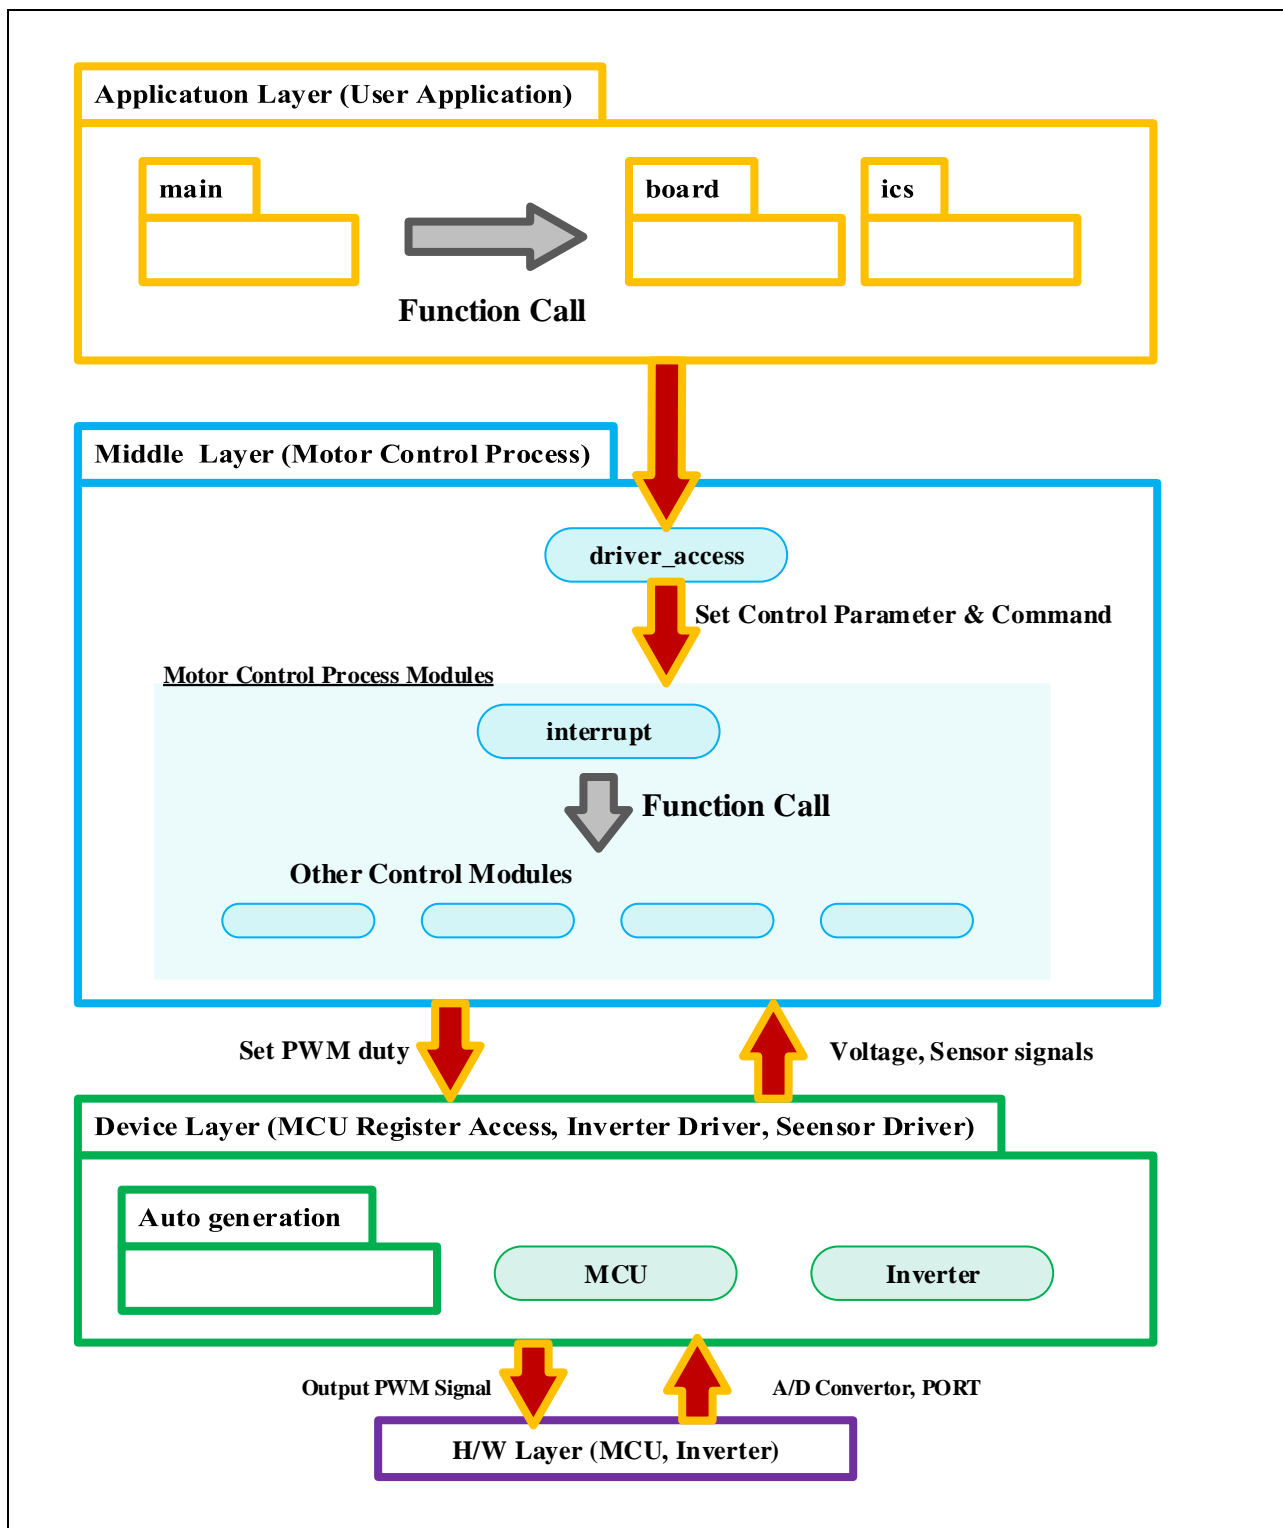 Applicatuon Layer (User Application)
main
board
ics
Function Call
Middle  Layer (Motor Control Process)
driver_access
Set Control Parameter & Command
Motor Control Process Modules
interrupt
Function Call
Other Control Modules
Set PWM duty
Voltage, Sensor signals
Device Layer (MCU Register Access, Inverter Driver, Seensor Driver)
Auto generation
MCU
Inverter
Output PWM Signal
A/D Convertor, PORT
H/W Layer (MCU, Inverter)